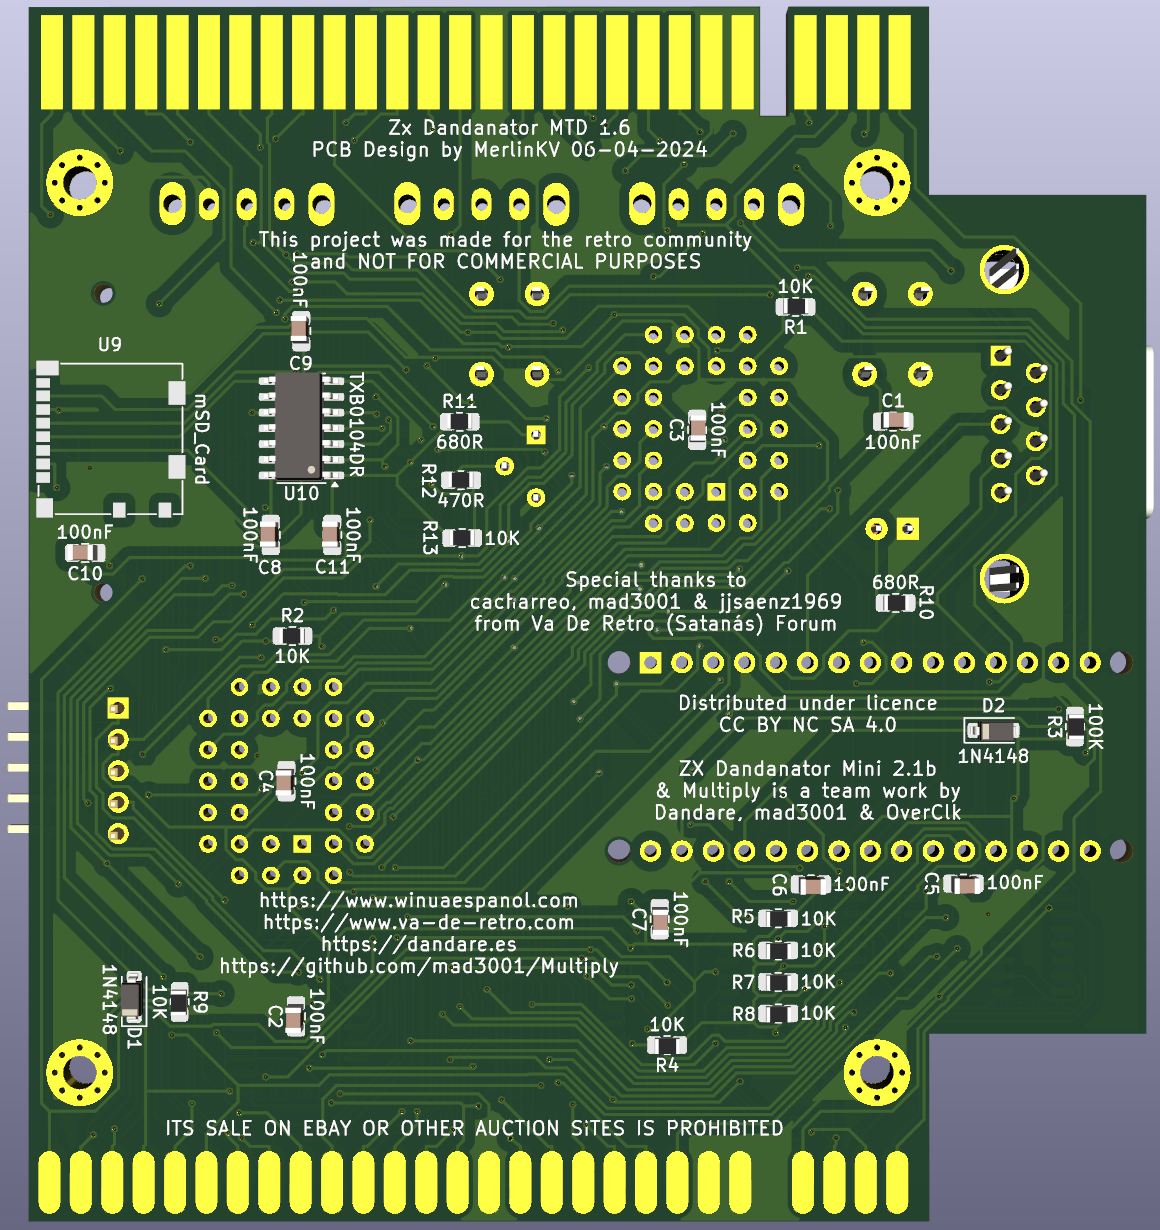 Zx Dandanator MTD 1.6
PCB Design by MerlinKV 06-04-2024
This project was made for the retro community
and NOT FOR COMMERCIAL PURPOSES
100nF
C9
10K
R1
U9
mSD_Card
TXB0104DR
U10
R11
680R
R12
470R
R13
10K
C3
100nF
C1
100nF
100nF
C10
100nF
C8
100nF
C11
Special thanks to
cacharreo, mad3001 & jjsaenz1969
from Va De Retro (Satanás) Forum
680R
R10
R2
10K
Distributed under licence
CC BY NC SA 4.0
D2
1N4148
R3
100K
C4
100nF
ZX Dandanator Mini 2.1b
& Multiply is a team work by
Dandare, mad3001 & OverClk
C6
100nF
C5
100nF
https://www.winuaespanol.com
https://www.va-de-retro.com
https://dandare.es
https://github.com/mad3001/Multiply
C7
100nF
R5
10K
R6
10K
R7
10K
R8
10K
1N4148
D1
10K
R9
C2
100nF
10K
R4
ITS SALE ON EBAY OR OTHER AUCTION SITES IS PROHIBITED